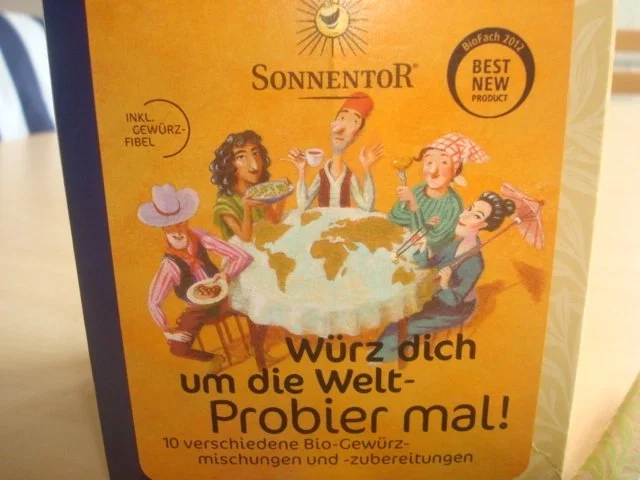 SONNENTOR®
BioFach 2012
BEST
NEW
PRODUCT
INKL.
GEWÜRZ-
FIBEL
Würz dich
um die Welt-
Probier mal!
10 verschiedene Bio-Gewürz-
mischungen und -zubereitungen